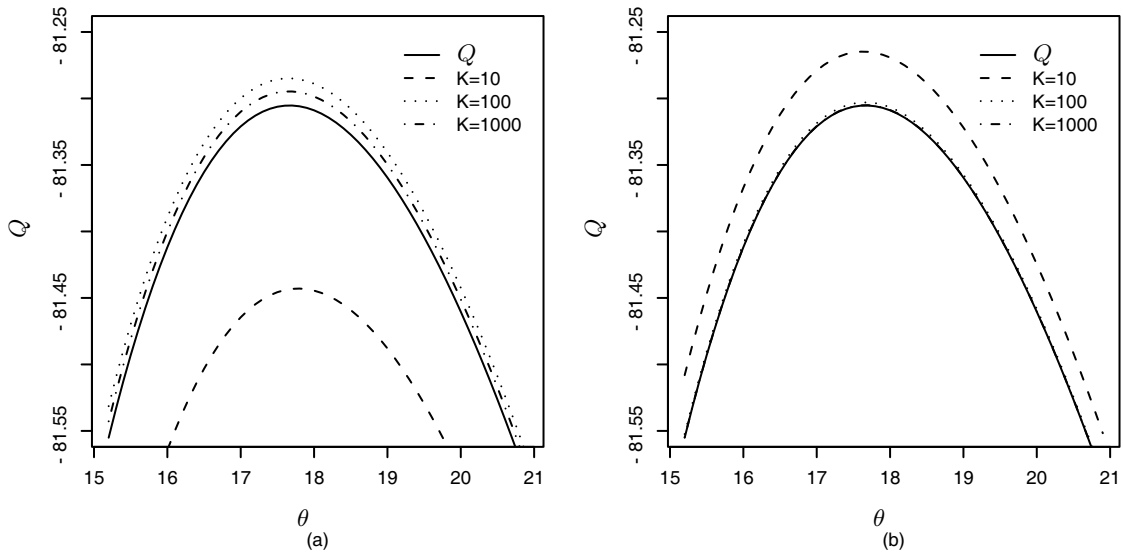 - 81.25
- 81.35
- 81.45
- 81.55
Q
Q
K=10
K=100
K=1000
15 16 17 18 19 20 21
θ
(a)
- 81.25
- 81.35
- 81.45
- 81.55
Q
Q
K=10
K=100
K=1000
15 16 17 18 19 20 21
θ
(b)